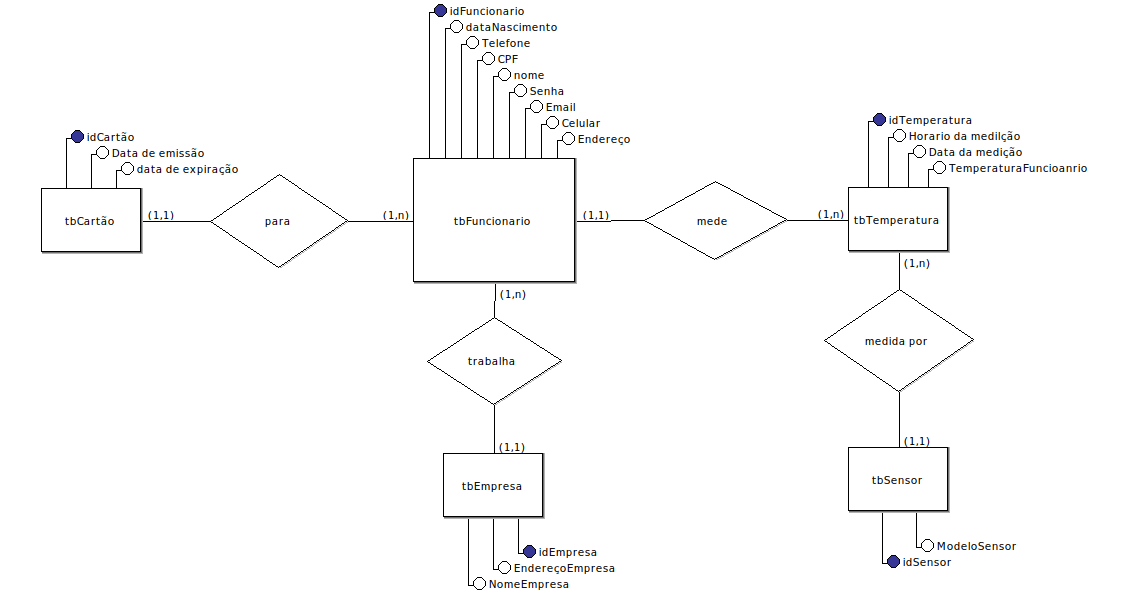 idFuncionario
dataNascimento
Telefone
CPF
nome
Senha
Email
Celular
Endereço
idCartão
Data de emissão
data de expiração
idTemperatura
Horario da medilção
Data da medição
TemperaturaFuncioanrio
tbCartão
(1,1)
para
(1,n)
tbFuncionario
(1,1)
mede
(1,n)
tbTemperatura
(1,n)
trabalha
(1,1)
tbEmpresa
idEmpresa
EndereçoEmpresa
NomeEmpresa
(1,n)
medida por
(1,1)
tbSensor
ModeloSensor
idSensor